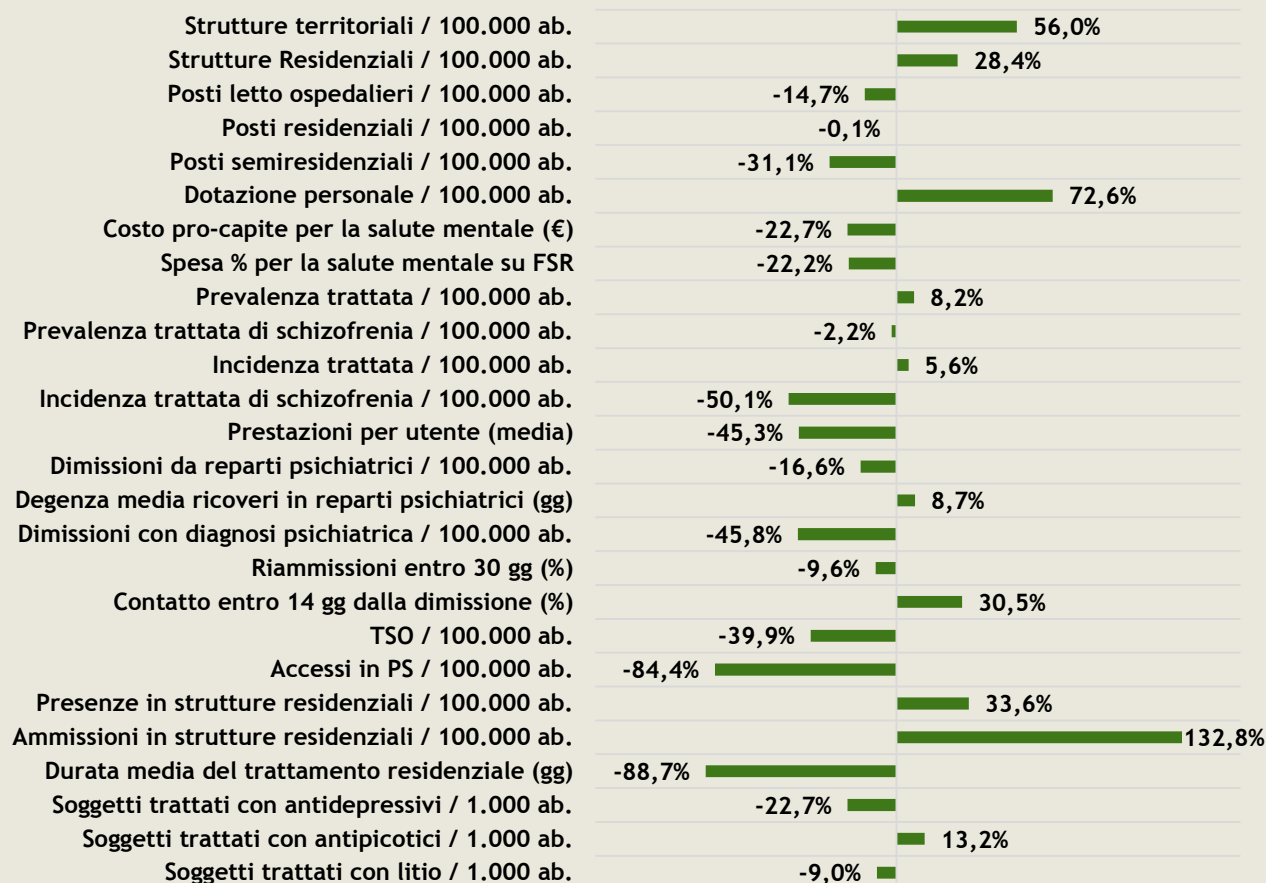 Strutture territoriali / 100.000 ab. 56,0%
Strutture Residenziali / 100.000 ab. 28,4%
Posti letto ospedalieri / 100.000 ab. -14,7%
Posti residenziali / 100.000 ab. -0,1%
Posti semiresidenziali / 100.000 ab. -31,1%
Dotazione personale / 100.000 ab. 72,6%
Costo pro-capite per la salute mentale (€) -22,7%
Spesa % per la salute mentale su FSR -22,2%
Prevalenza trattata / 100.000 ab. 8,2%
Prevalenza trattata di schizofrenia / 100.000 ab. -2,2%
Incidenza trattata / 100.000 ab. 5,6%
Incidenza trattata di schizofrenia / 100.000 ab. -50,1%
Prestazioni per utente (media) -45,3%
Dimissioni da reparti psichiatrici / 100.000 ab. -16,6%
Degenza media ricoveri in reparti psichiatrici (gg) 8,7%
Dimissioni con diagnosi psichiatrica / 100.000 ab. -45,8%
Riammissioni entro 30 gg (%) -9,6%
Contatto entro 14 gg dalla dimissione (%) 30,5%
TSO / 100.000 ab. -39,9%
Accessi in PS / 100.000 ab. -84,4%
Presenze in strutture residenziali / 100.000 ab. 33,6%
Ammissioni in strutture residenziali / 100.000 ab. 132,8%
Durata media del trattamento residenziale (gg) -88,7%
Soggetti trattati con antidepressivi / 1.000 ab. -22,7%
Soggetti trattati con antipicotici / 1.000 ab. 13,2%
Soggetti trattati con litio / 1.000 ab. -9,0%